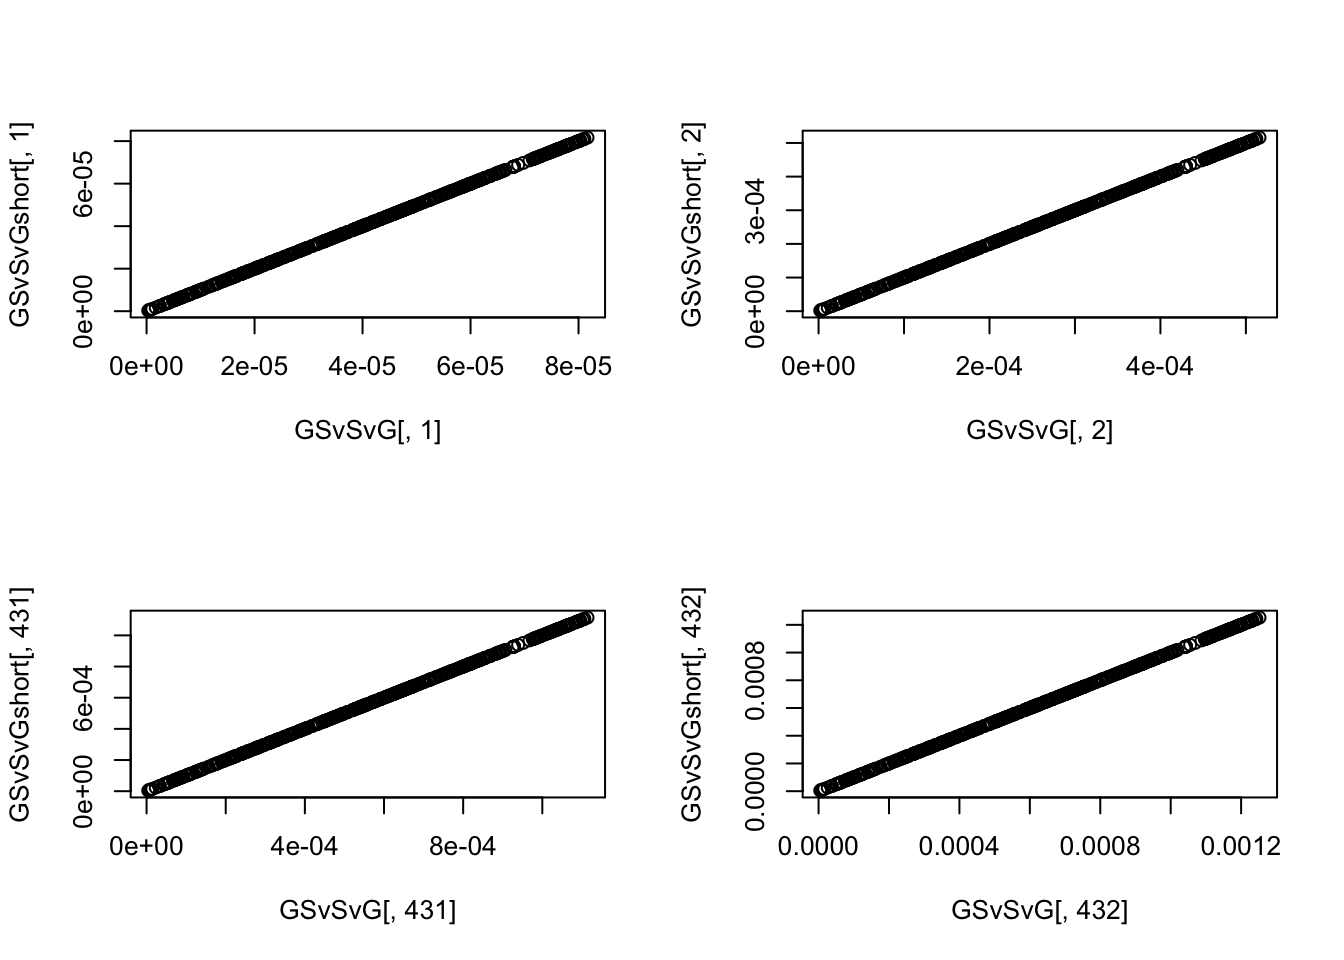 GSvSvGshort[, 1]
0e+00
6e-05
0e+00 2e-05 4e-05 6e-05 8e-05
GSvSvG[, 1]
GSvSvGshort[, 2]
0e+00
3e-04
0e+00 2e-04 4e-04
GSvSvG[, 2]
GSvSvGshort[, 431]
0e+00
6e-04
0e+00 4e-04 8e-04
GSvSvG[, 431]
GSvSvGshort[, 432]
0.0000
0.0008
0.0000 0.0004 0.0008 0.0012
GSvSvG[, 432]